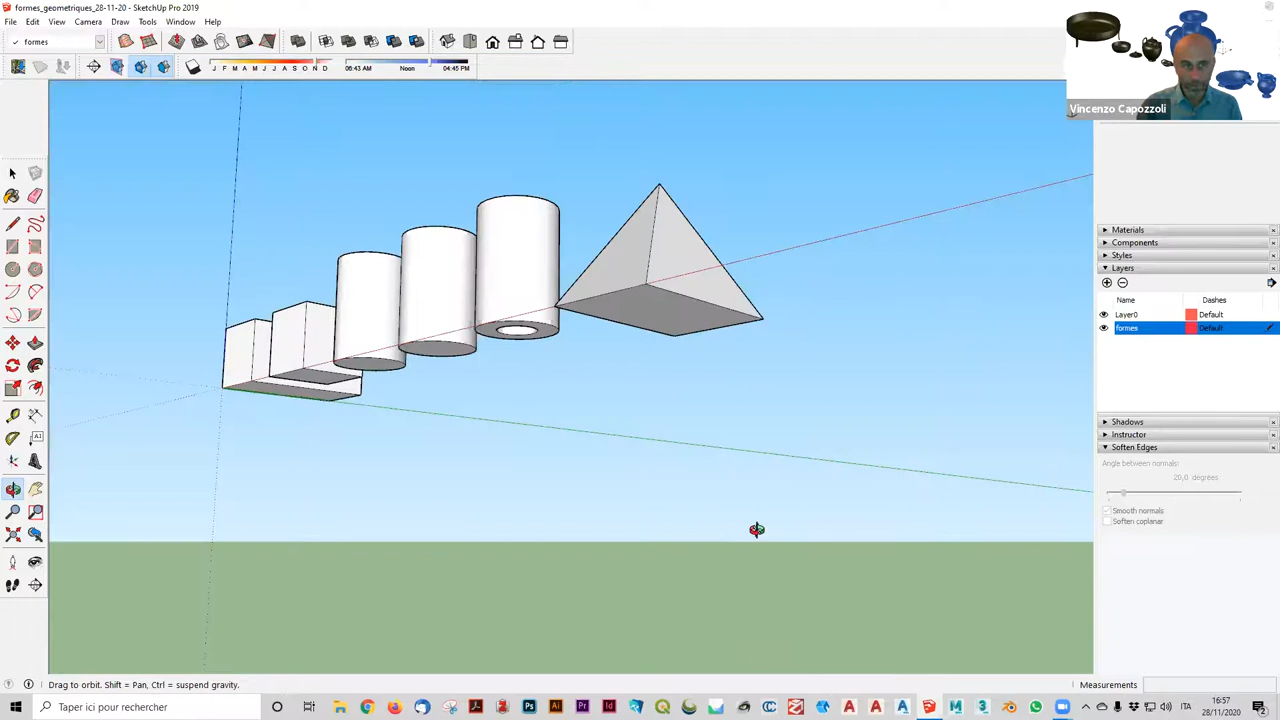 formes_geometriques_28-11-20 - SketchUp Pro 2019
File Edit View Camera Draw Tools Window Help
formes
J F M A M J J A S O N D
06:43 AM Noon 04:45 PM
Vincenzo Capozzoli
Materials
Components
Styles
Layers
Name Dashes
Layer0 Default
formes Default
Shadows
Instructor
Soften Edges
Angle between normals:
20,0 degrees
Smooth normals
Soften coplanar
Drag to orbit. Shift = Pan, Ctrl = suspend gravity.
Measurements
Taper ici pour rechercher
ITA
16:57
28/11/2020